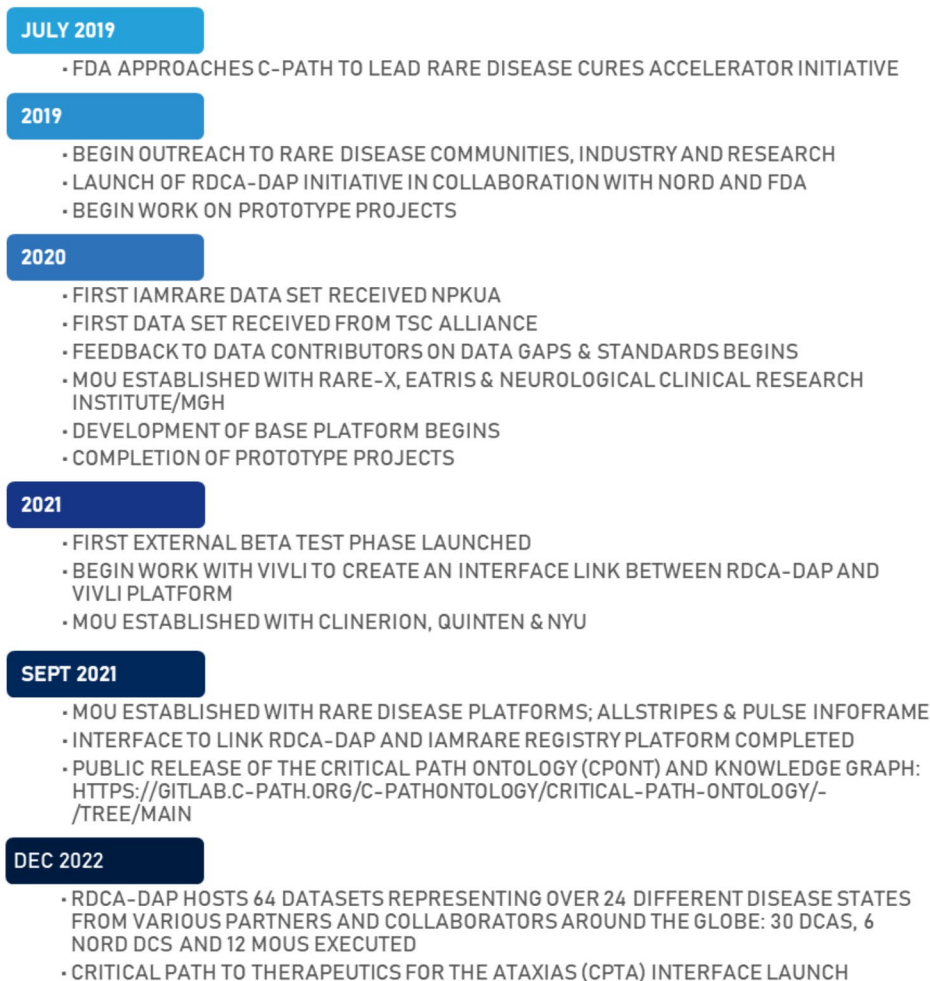 JULY 2019
• FDA APPROACHES C-PATH TO LEAD RARE DISEASE CURES ACCELERATOR INITIATIVE
2019
• BEGIN OUTREACH TO RARE DISEASE COMMUNITIES, INDUSTRY AND RESEARCH
• LAUNCH OF RDCA-DAP INITIATIVE IN COLLABORATION WITH NORD AND FDA
• BEGIN WORK ON PROTOTYPE PROJECTS
2020
• FIRST IAMRARE DATA SET RECEIVED NPKUA
• FIRST DATA SET RECEIVED FROM TSC ALLIANCE
• FEEDBACK TO DATA CONTRIBUTORS ON DATA GAPS & STANDARDS BEGINS
• MOU ESTABLISHED WITH RARE-X, EATRIS & NEUROLOGICAL CLINICAL RESEARCH
INSTITUTE/MGH
• DEVELOPMENT OF BASE PLATFORM BEGINS
• COMPLETION OF PROTOTYPE PROJECTS
2021
• FIRST EXTERNAL BETA TEST PHASE LAUNCHED
• BEGIN WORK WITH VIVLI TO CREATE AN INTERFACE LINK BETWEEN RDCA-DAP AND
VIVLI PLATFORM
• MOU ESTABLISHED WITH CLINERION, QUINTEN & NYU
SEPT 2021
• MOU ESTABLISHED WITH RARE DISEASE PLATFORMS; ALLSTRIPES & PULSE INFOFRAME
• INTERFACE TO LINK RDCA-DAP AND IAMRARE REGISTRY PLATFORM COMPLETED
• PUBLIC RELEASE OF THE CRITICAL PATH ONTOLOGY (CPONT) AND KNOWLEDGE GRAPH:
HTTPS://GITLAB.C-PATH.ORG/C-PATHONTOLOGY/CRITICAL-PATH-ONTOLOGY/-
/TREE/MAIN
DEC 2022
• RDCA-DAP HOSTS 64 DATASETS REPRESENTING OVER 24 DIFFERENT DISEASE STATES
FROM VARIOUS PARTNERS AND COLLABORATORS AROUND THE GLOBE: 30 DCAS, 6
NORD DCS AND 12 MOUS EXECUTED
• CRITICAL PATH TO THERAPEUTICS FOR THE ATAXIAS (CPTA) INTERFACE LAUNCH